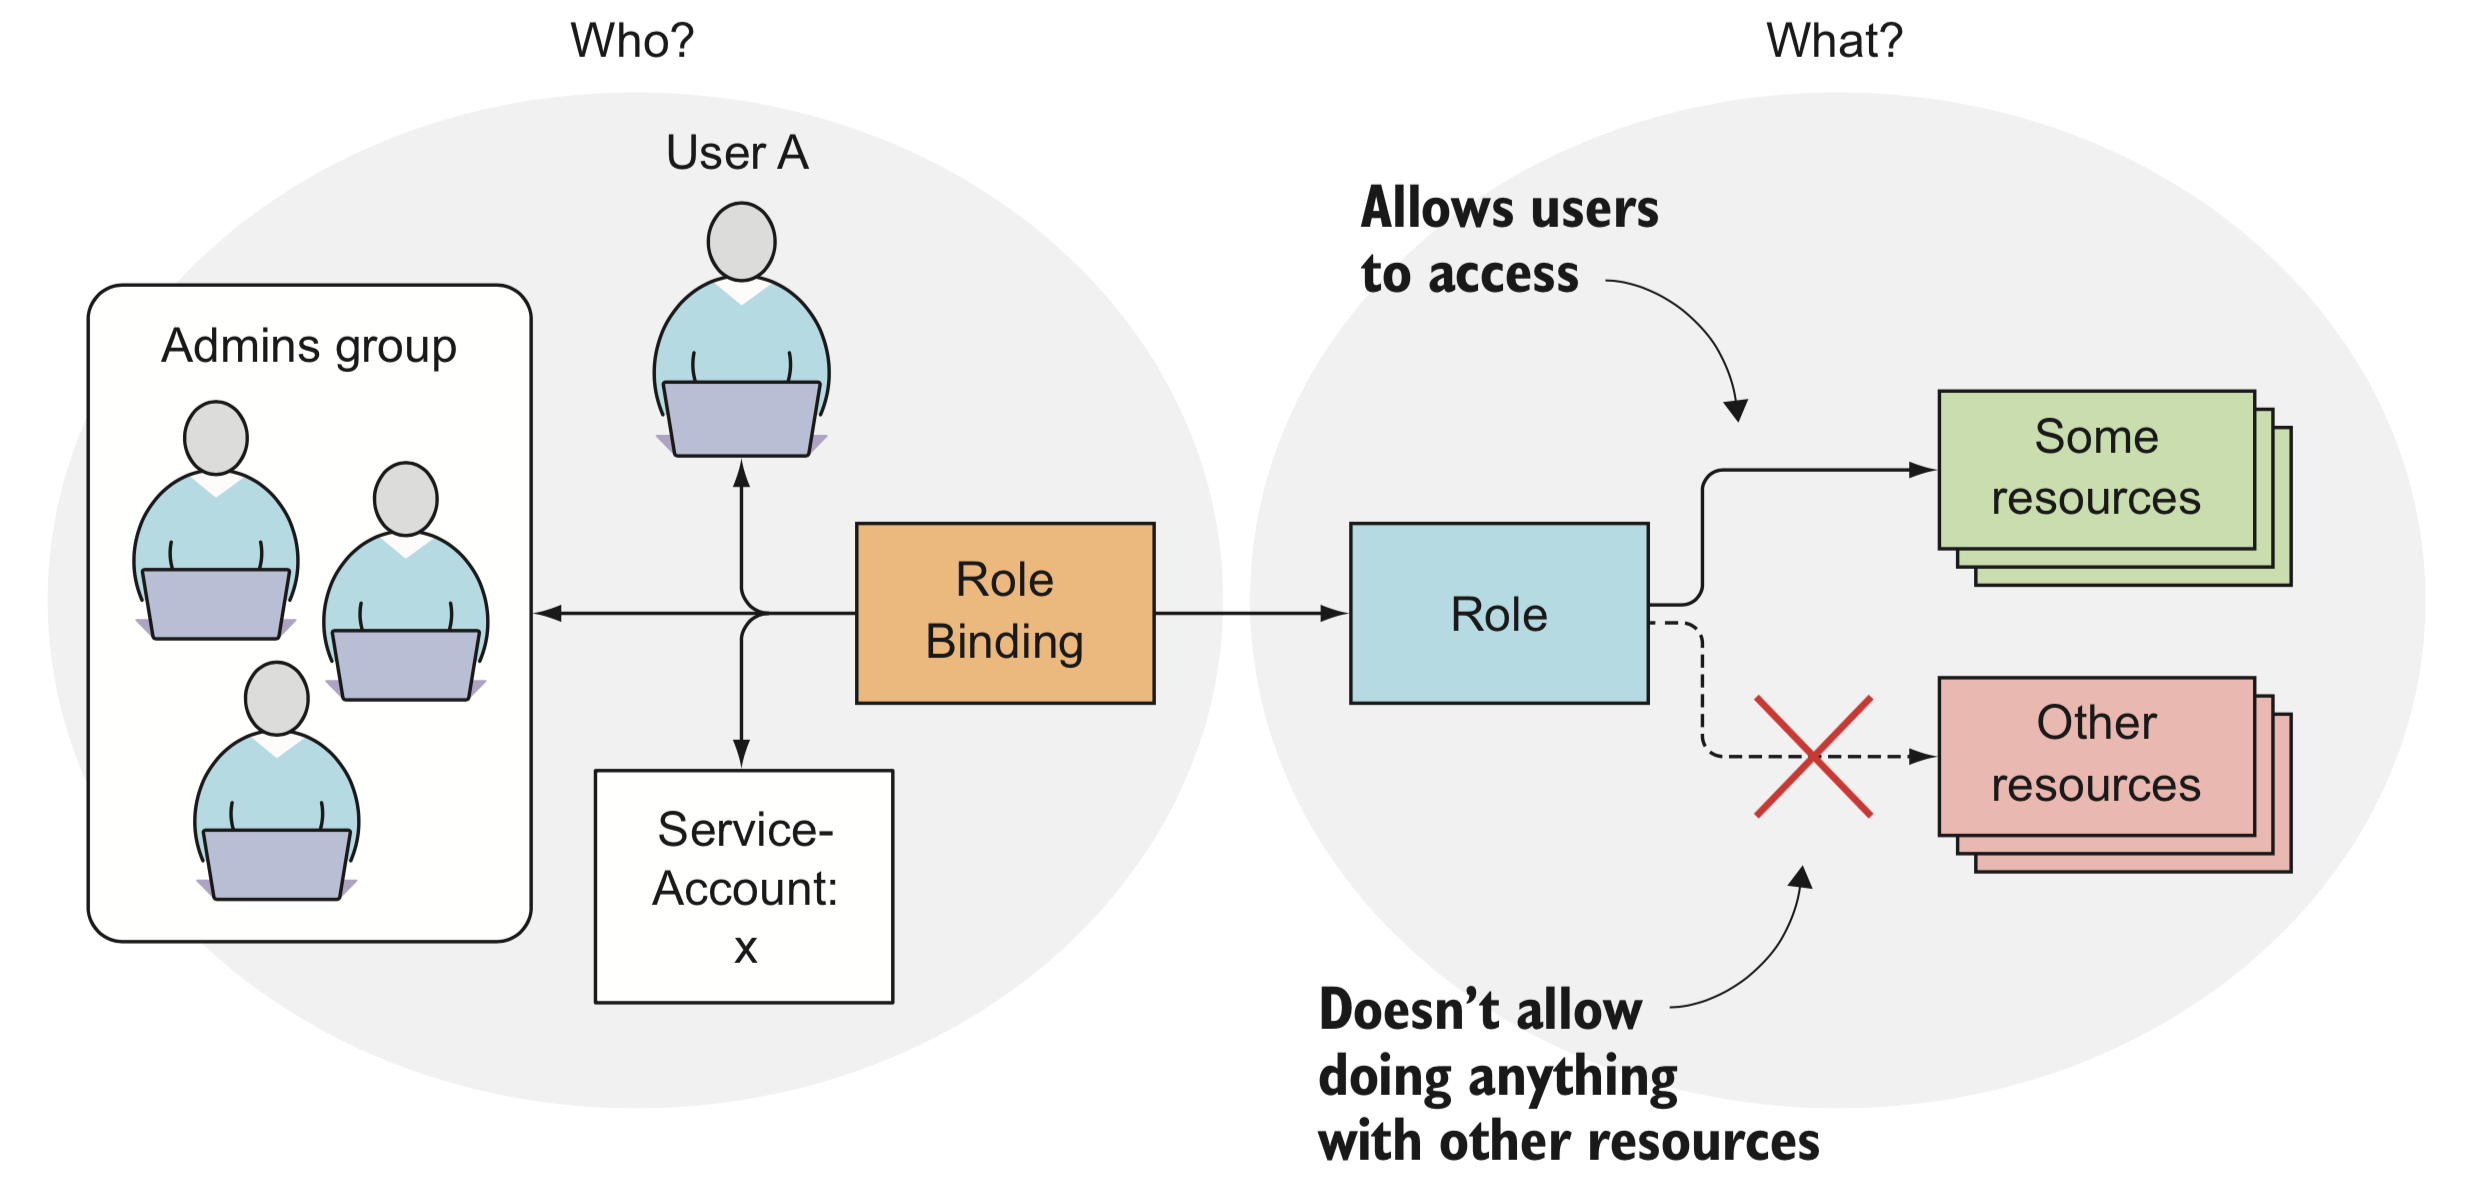 Who?
What?
User A
Allows users
to access
Admins group
Some
resources
Role
Binding
Role
Other
resources
Service-
Account:
x
Doesn't allow
doing anything
with other resources